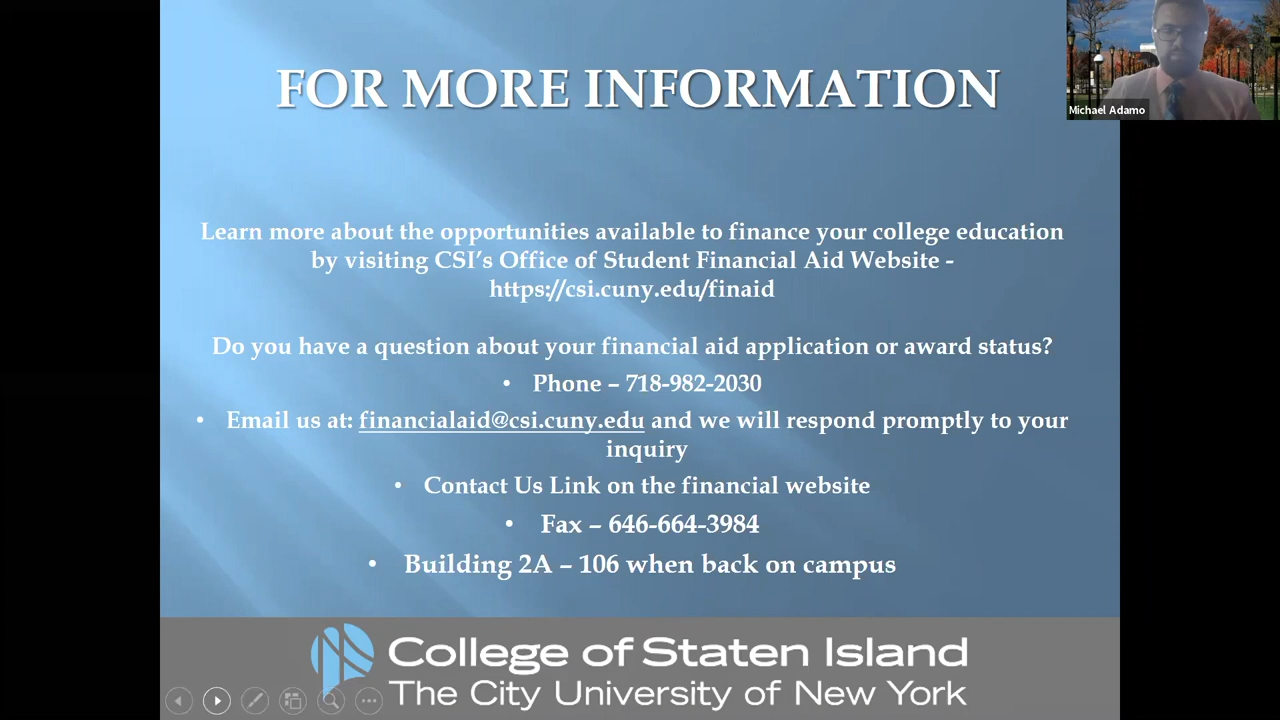 FOR MORE INFORMATION
Michael Adamo
Learn more about the opportunities available to finance your college education
by visiting CSI’s Office of Student Financial Aid Website -
https://csi.cuny.edu/finaid
Do you have a question about your financial aid application or award status?
• Phone – 718-982-2030
• Email us at: financialaid@csi.cuny.edu and we will respond promptly to your
inquiry
• Contact Us Link on the financial website
• Fax – 646-664-3984
• Building 2A – 106 when back on campus
College of Staten Island
The City University of New York